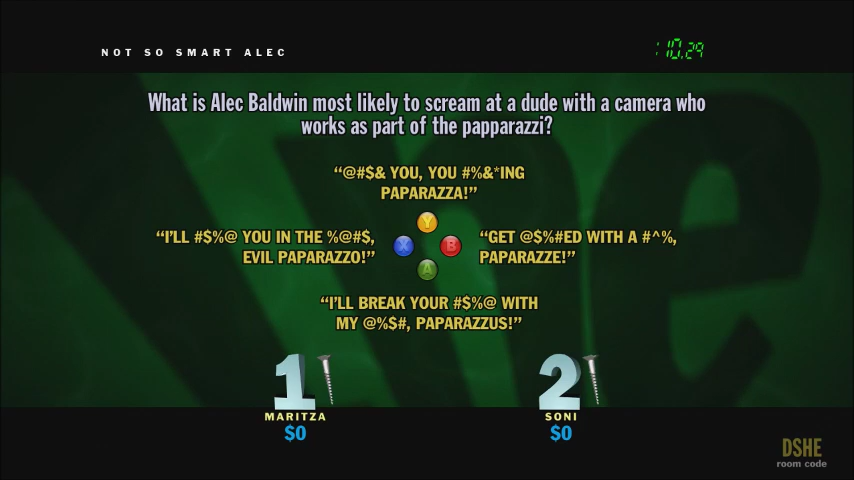 NOT SO SMART ALEC
:10.29
What is Alec Baldwin most likely to scream at a dude with a camera who
works as part of the papparazzi?
“@#$& YOU, YOU #%&*ING
PAPARAZZA!”
Y
“I’LL #$%@ YOU IN THE %@#$,
EVIL PAPARAZZO!”
X
B
“GET @$%#ED WITH A #^%,
PAPARAZZE!”
A
“I’LL BREAK YOUR #$%@ WITH
MY @%$#, PAPARAZZUS!”
1
MARITZA
$0
2
SONI
$0
DSHE
room code